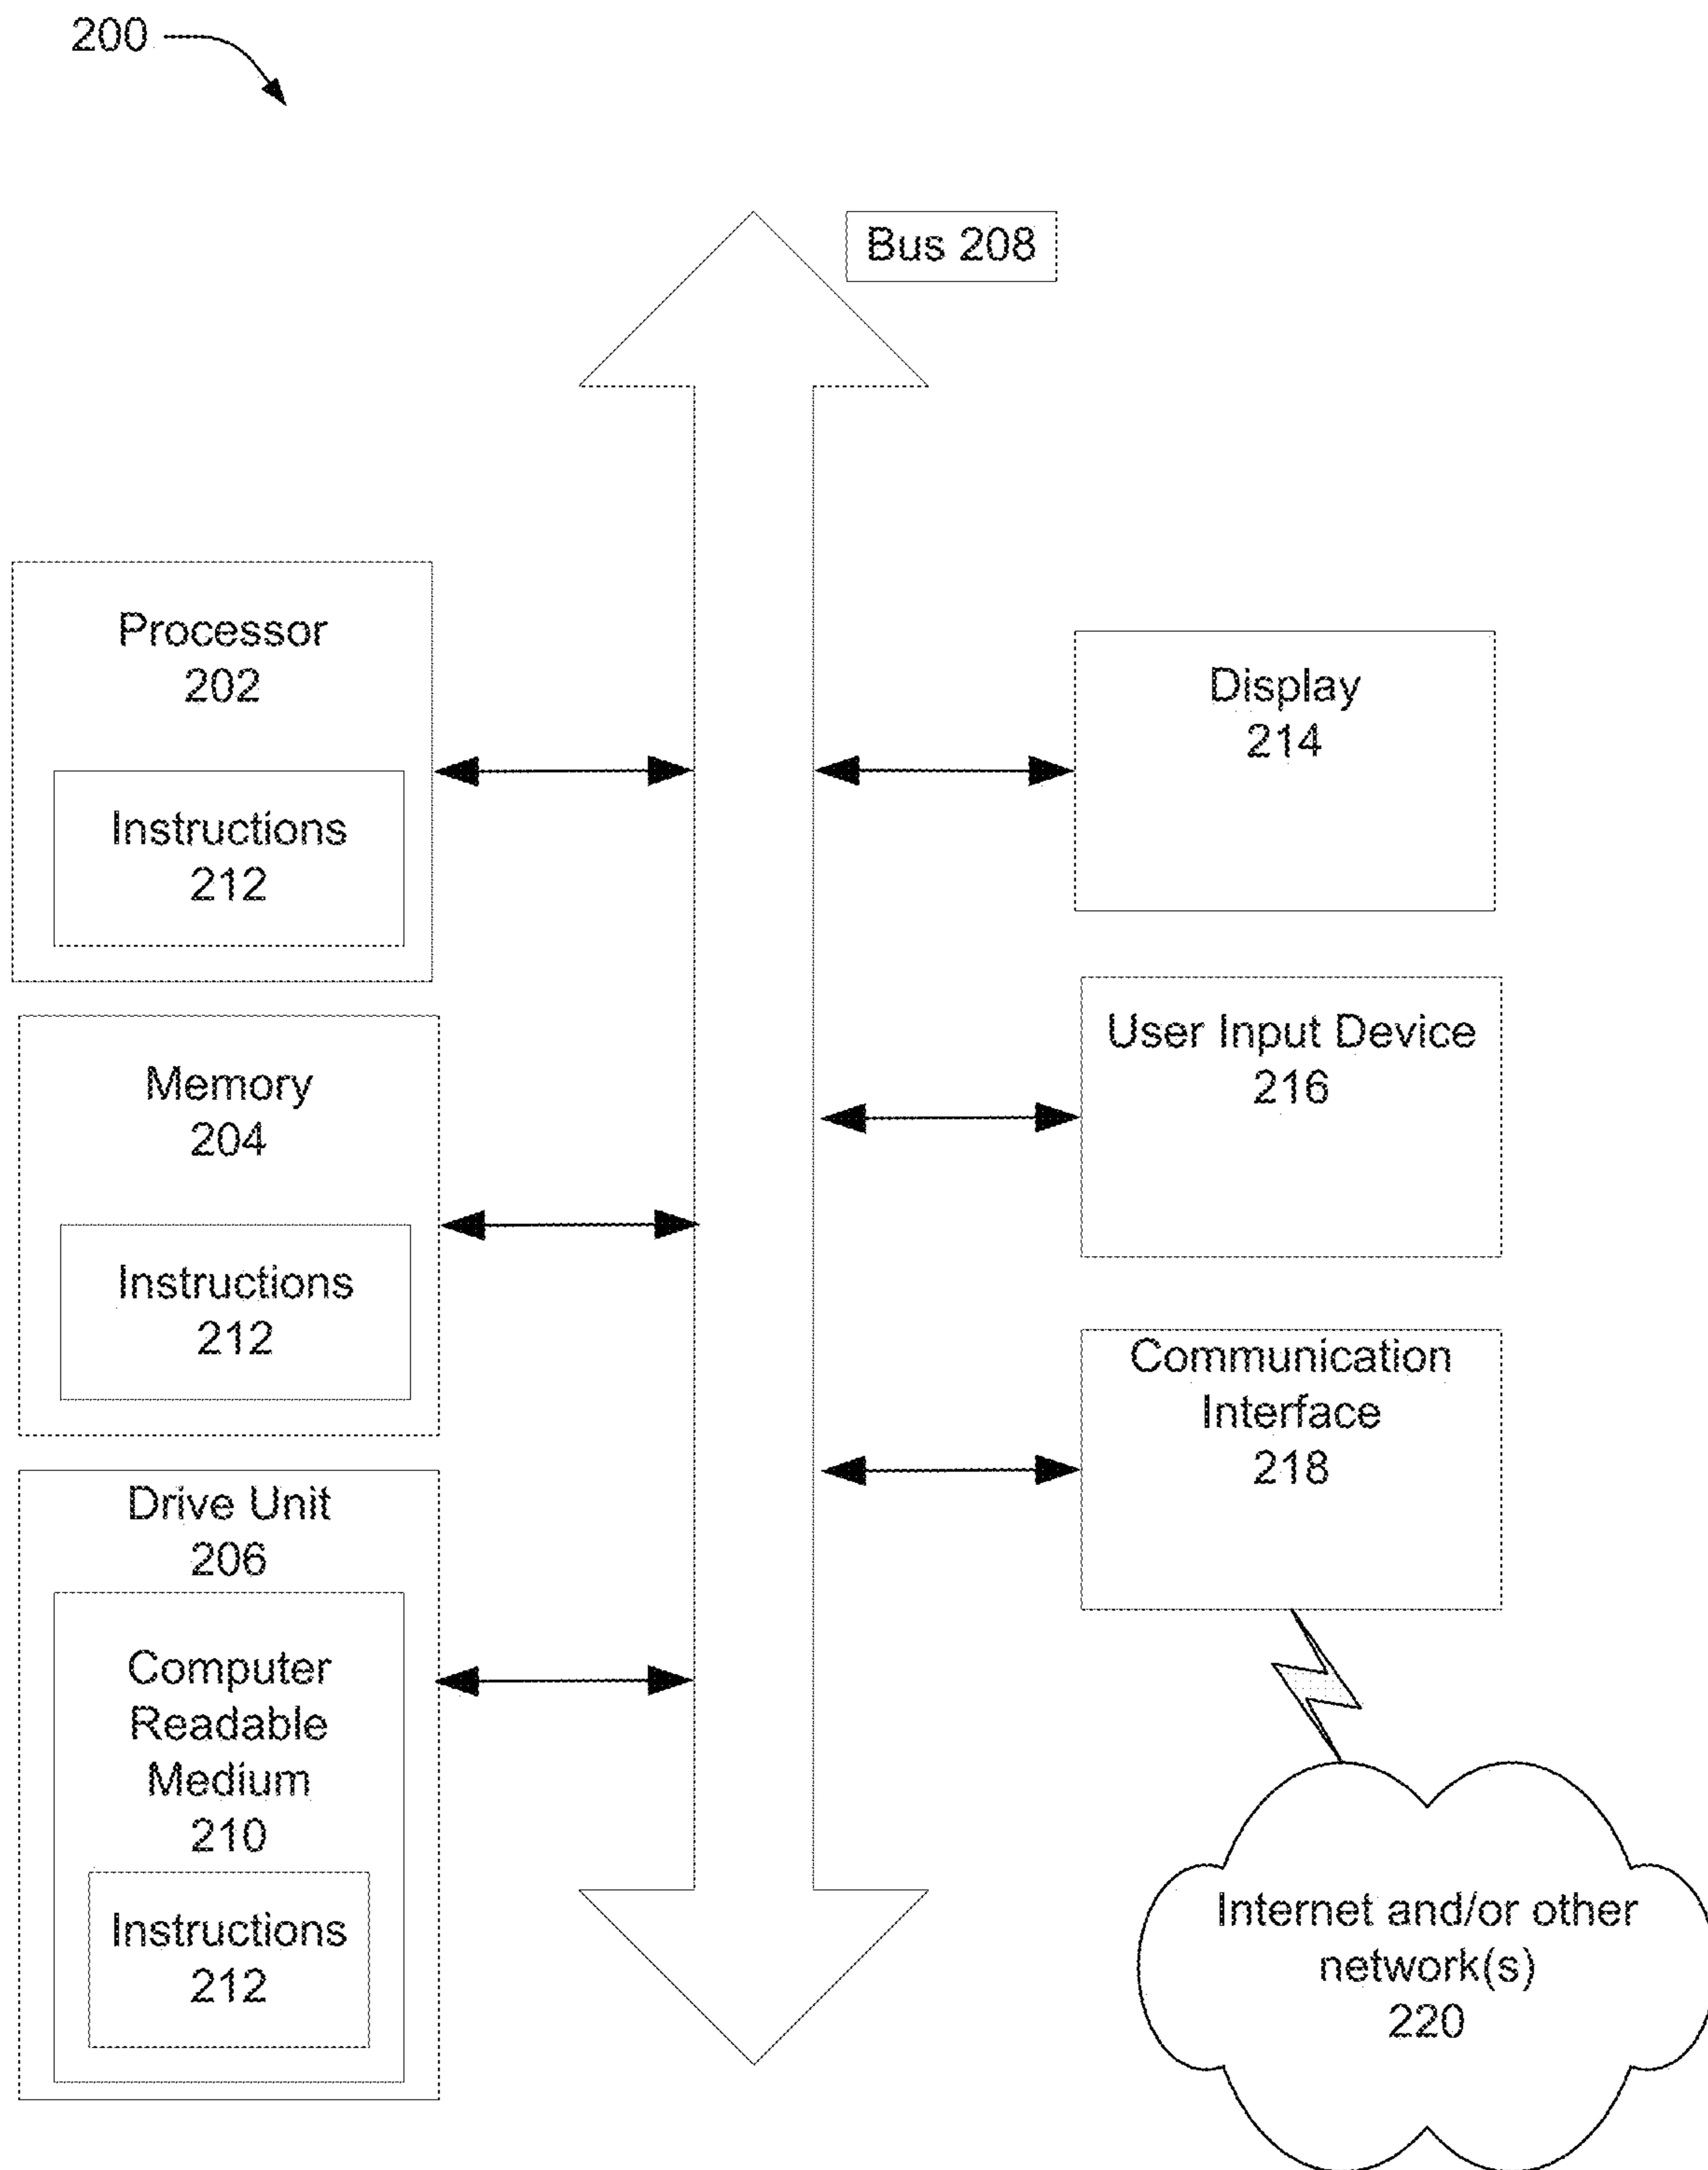 200
Bus 208
Processor
202
Instructions
212
Memory
204
Instructions
212
Drive Unit
206
Computer
Readable
Medium
210
Instructions
212
Display
214
User Input Device
216
Communication
Interface
218
Internet and/or other
network(s)
220